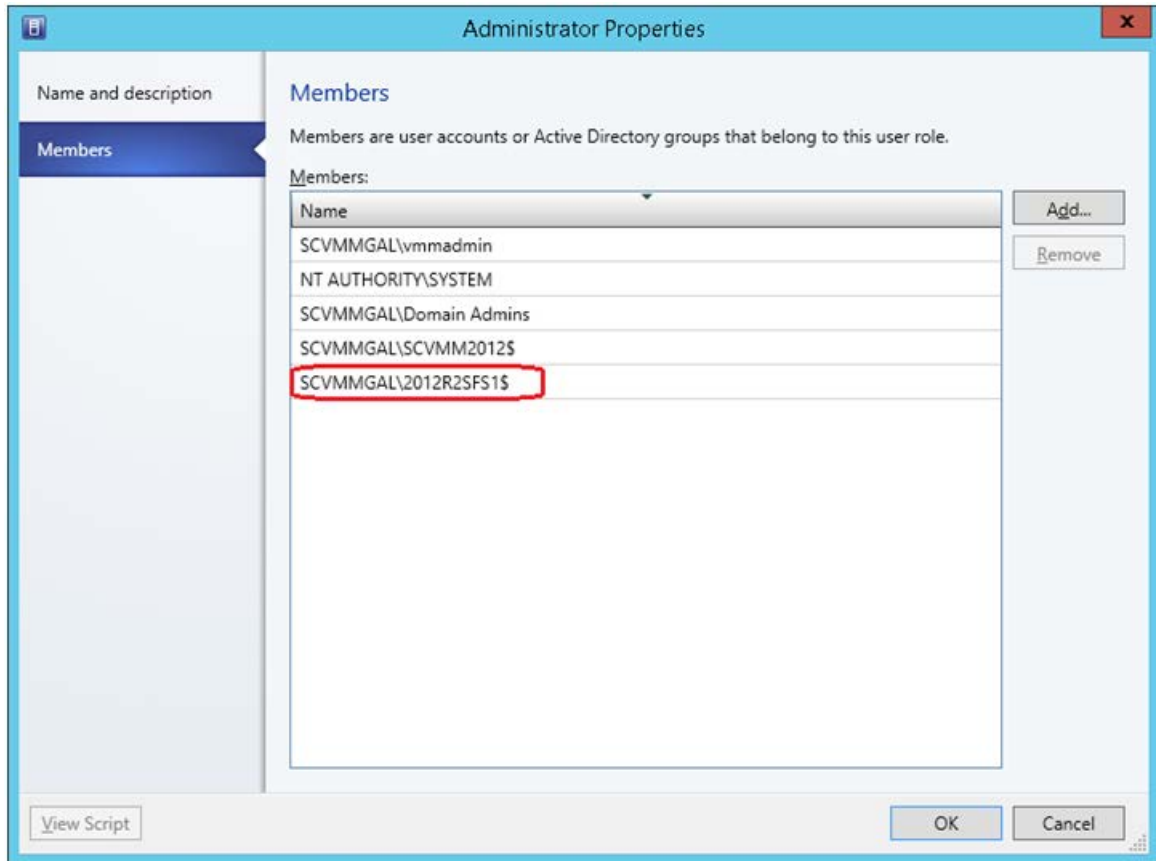 Administrator Properties
x
Name and description
Members
Members
Members are user accounts or Active Directory groups that belong to this user role.
Members:
Name
SCVMMGAL\vmmadmin
NT AUTHORITY\SYSTEM
SCVMMGAL\Domain Admins
SCVMMGAL\SCVMM2012$
SCVMMGAL\2012R2SFS1$
Add...
Remove
View Script
OK
Cancel